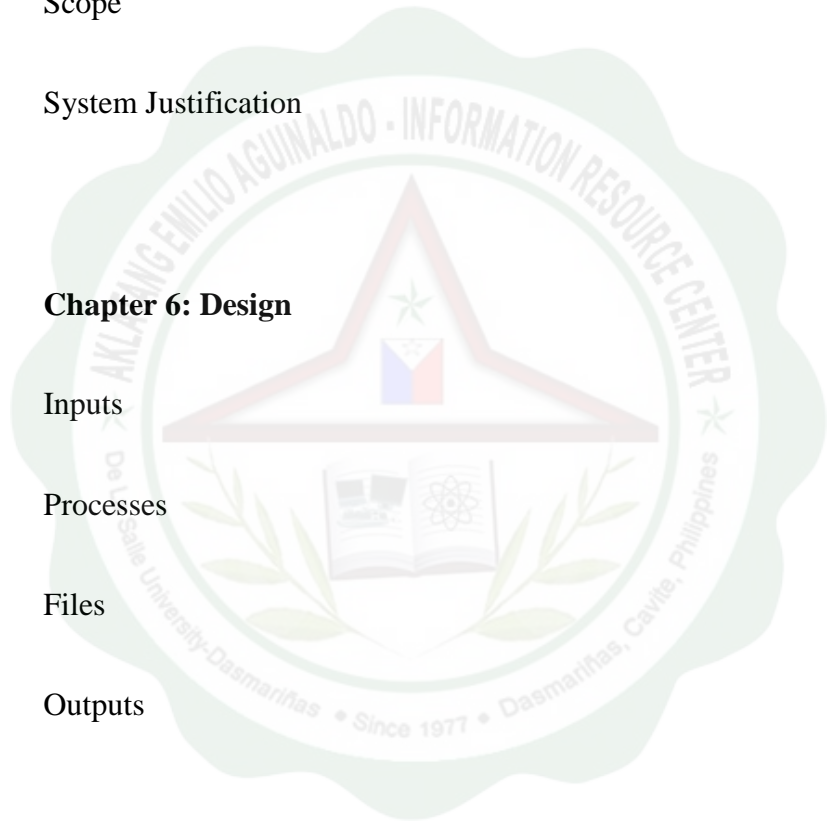 Scope
System Justification
AKLATANG EMILIO AGUINALDO - INFORMATION RESOURCE CENTER
Chapter 6: Design
Inputs
Processes
Files
Outputs
De La Salle University-Dasmariñas • Since 1977 • Dasmariñas, Cavite, Philippines